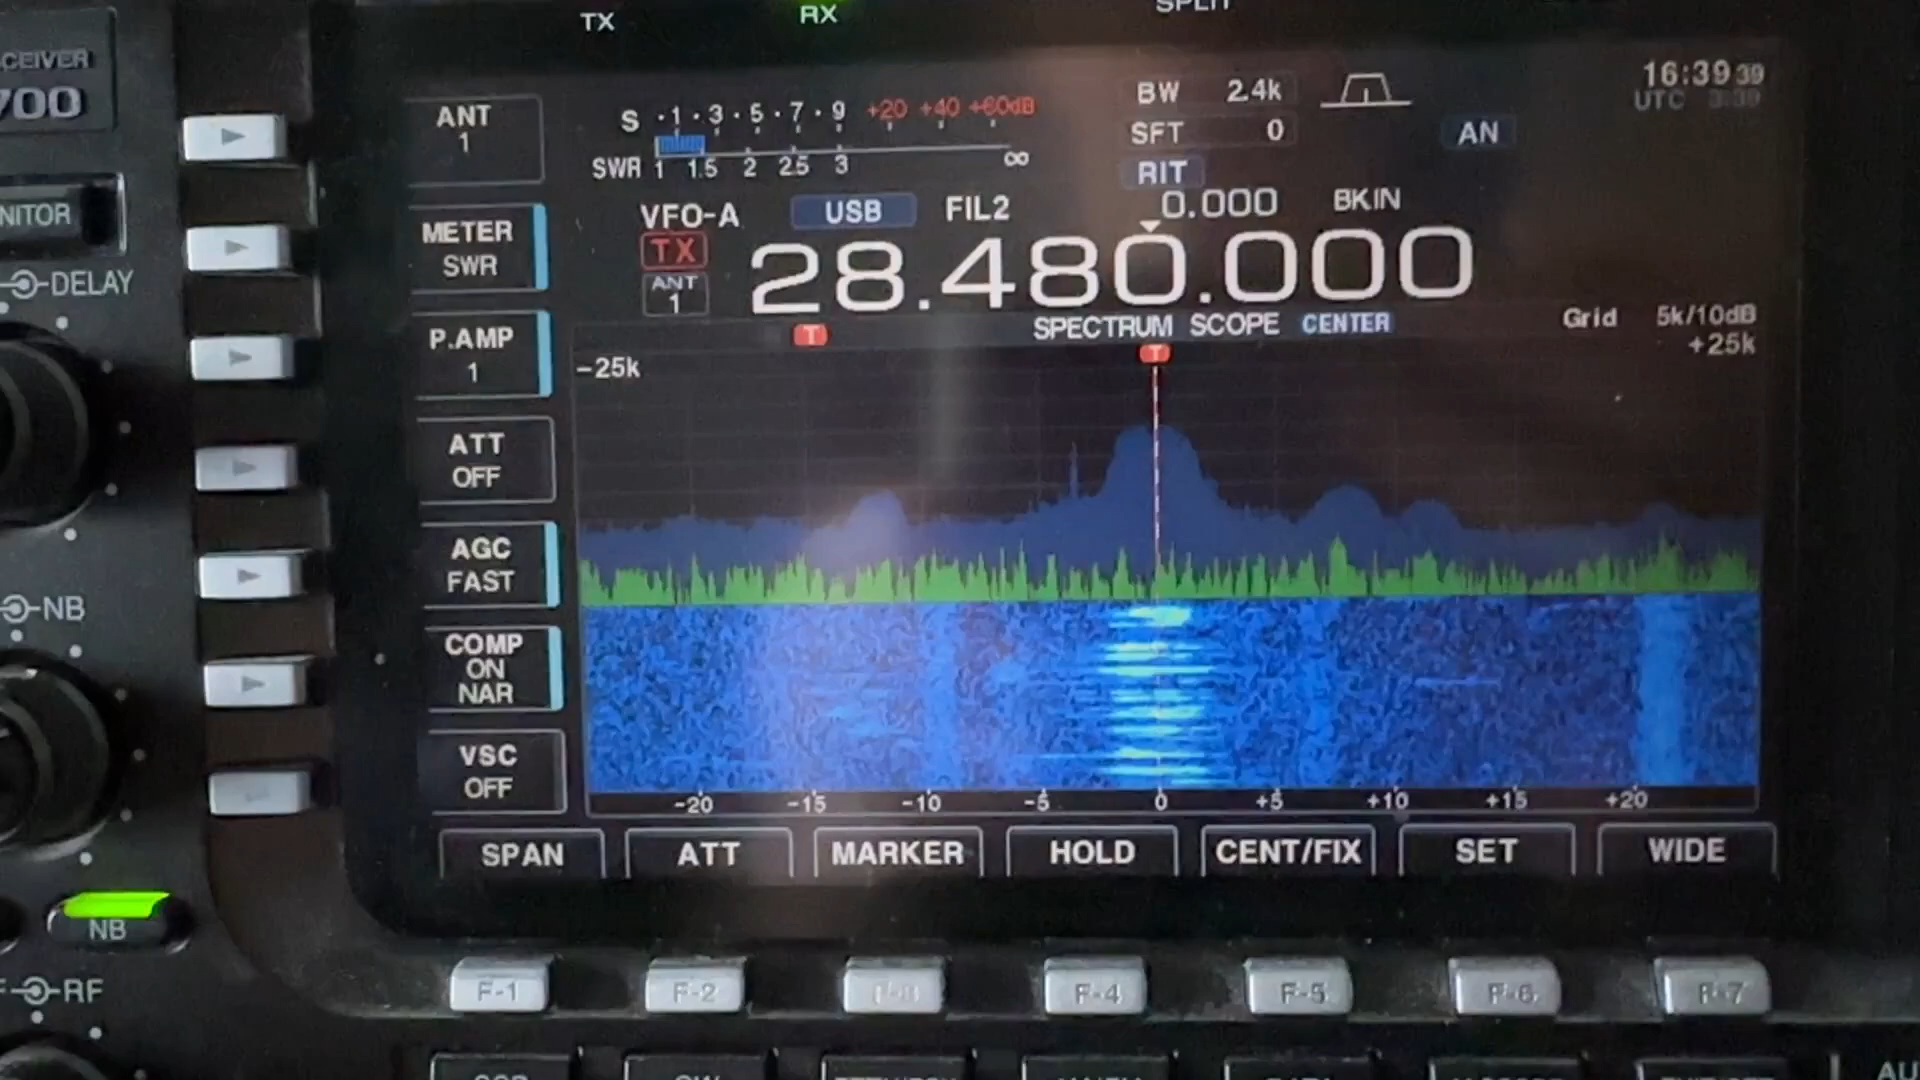 TX
RX
SPLIT
CEIVER
700
NITOR
DELAY
NB
NB
RF
ANT
1
METER
SWR
P.AMP
1
ATT
OFF
AGC
FAST
COMP
ON
NAR
VSC
OFF
S 1 3 5 7 9 +20 +40 +60dB
SWR 1 1.5 2 2.5 3 ∞
BW 2.4k
SFT 0
RIT
0.000 BKIN
AN
16:39 39
UTC
VFO-A USB FIL2
TX
ANT
1
28.480.000
T
SPECTRUM SCOPE CENTER
Grid 5k/10dB
-25k
T
+25k
-20 -15 -10 -5 0 +5 +10 +15 +20
SPAN ATT MARKER HOLD CENT/FIX SET WIDE
F-1 F-2 F-3 F-4 F-5 F-6 F-7
AU